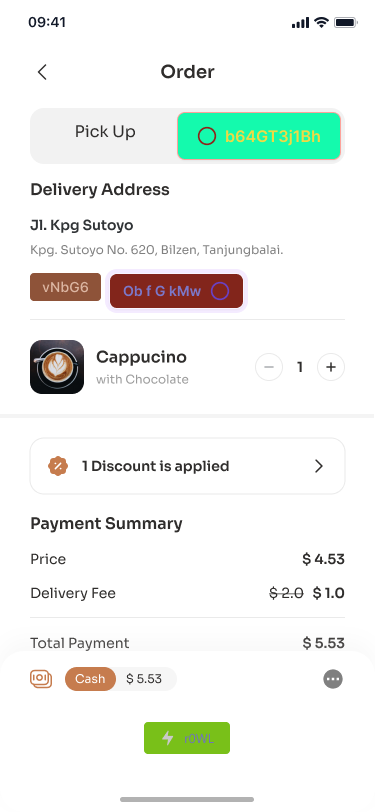 09:41
Order
Pick Up
b64GT3j1Bh
Delivery Address
Jl. Kpg Sutoyo
Kpg. Sutoyo No. 620, Bilzen, Tanjungbalai.
vNbG6
Ob f G kMw
Cappucino
with Chocolate
1
1 Discount is applied
Payment Summary
Price $ 4.53
Delivery Fee $ 2.0 $ 1.0
Total Payment $ 5.53
Cash $ 5.53
r0WL